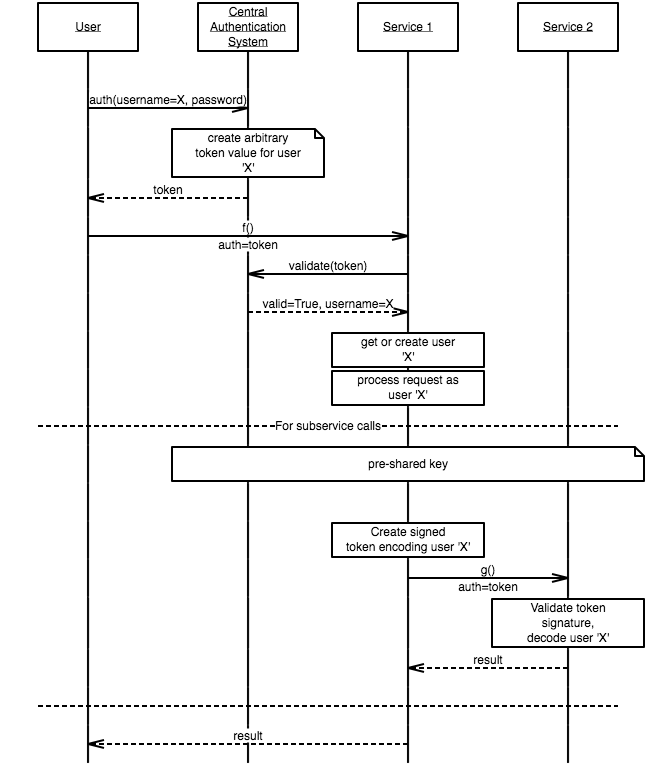 User
Central
Authentication
System
Service 1
Service 2
auth(username=X, password)
create arbitrary
token value for user
'X'
token
f()
auth=token
validate(token)
valid=True, username=X
get or create user
'X'
process request as
user 'X'
For subservice calls
pre-shared key
Create signed
token encoding user 'X'
g()
auth=token
Validate token
signature,
decode user 'X'
result
result